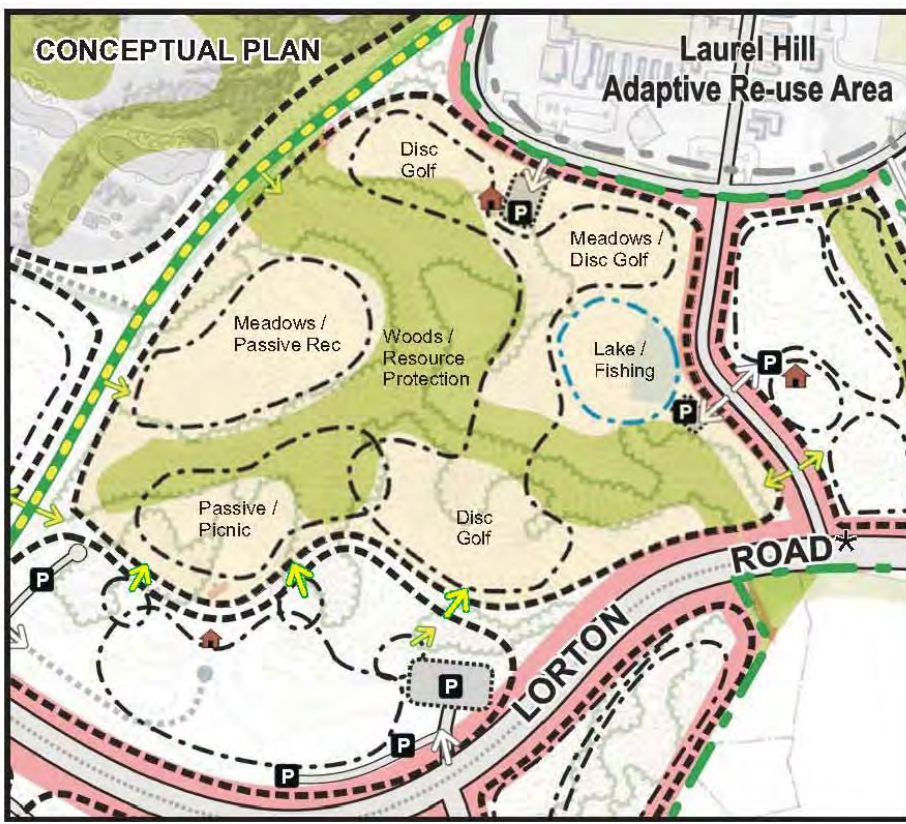 CONCEPTUAL PLAN
Laurel Hill
Adaptive Re-use Area
Disc
Golf
P
Meadows /
Disc Golf
Meadows /
Passive Rec
Woods /
Resource
Protection
Lake /
Fishing
P
P
Passive /
Picnic
Disc
Golf
LORTON ROAD*
P
P
P
P